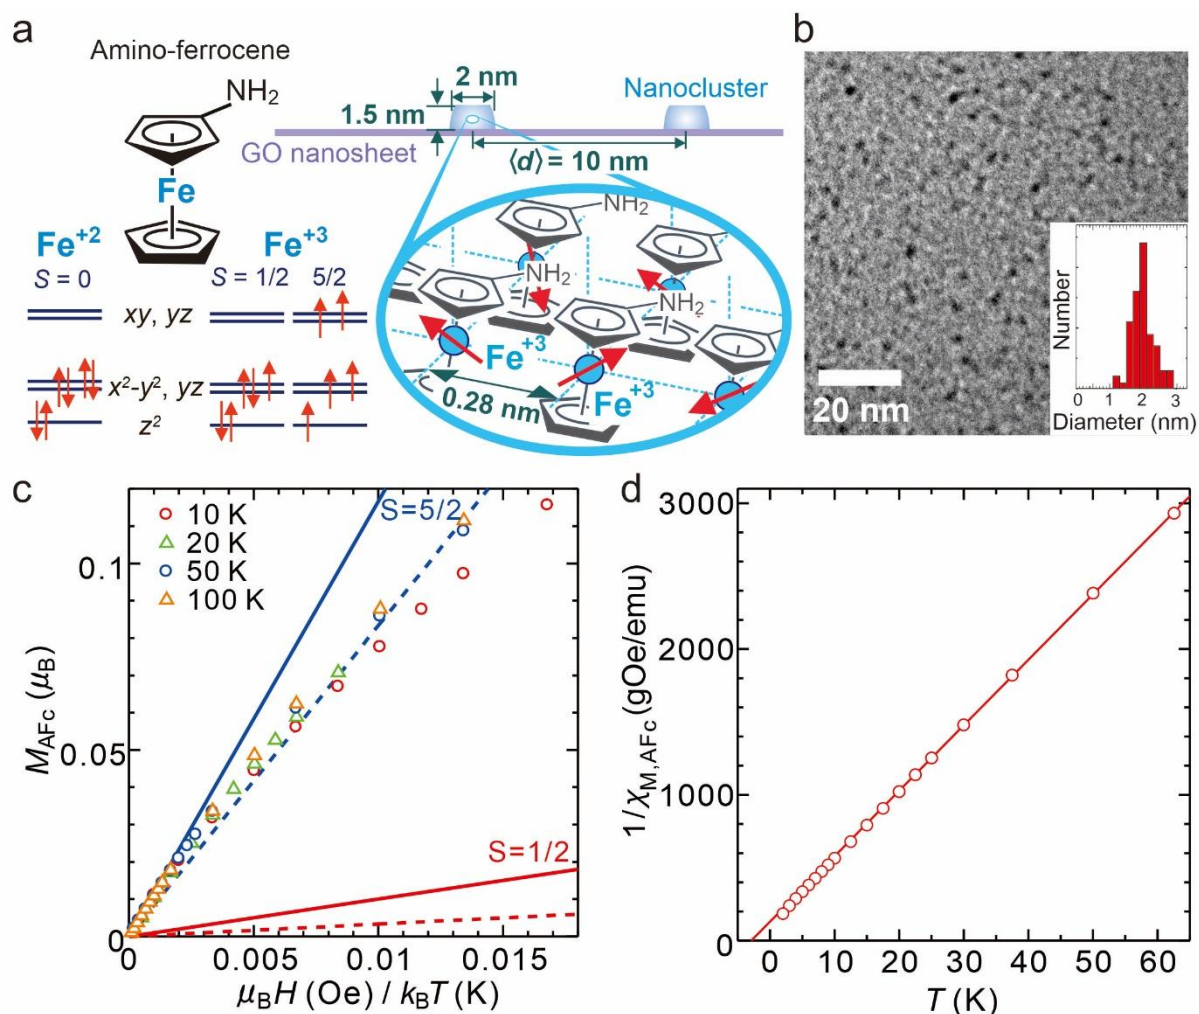 a
Amino-ferrocene
NH2
Fe
2 nm
1.5 nm
Nanocluster
GO nanosheet
⟨d⟩ = 10 nm
Fe+2
Fe+3
S = 0
S = 1/2
5/2
xy, yz
x2-y2, yz
z2
NH2
NH2
NH2
Fe+3
0.28 nm
Fe+3
b
20 nm
Number
0 1 2 3
Diameter (nm)
c
S=5/2
10 K
20 K
50 K
100 K
S=1/2
MAFc (μB)
0.1
0.05
0
0 0.005 0.01 0.015
μBH (Oe) / kBT (K)
d
1/χM,AFc (gOe/emu)
3000
2000
1000
0
0 10 20 30 40 50 60
T (K)